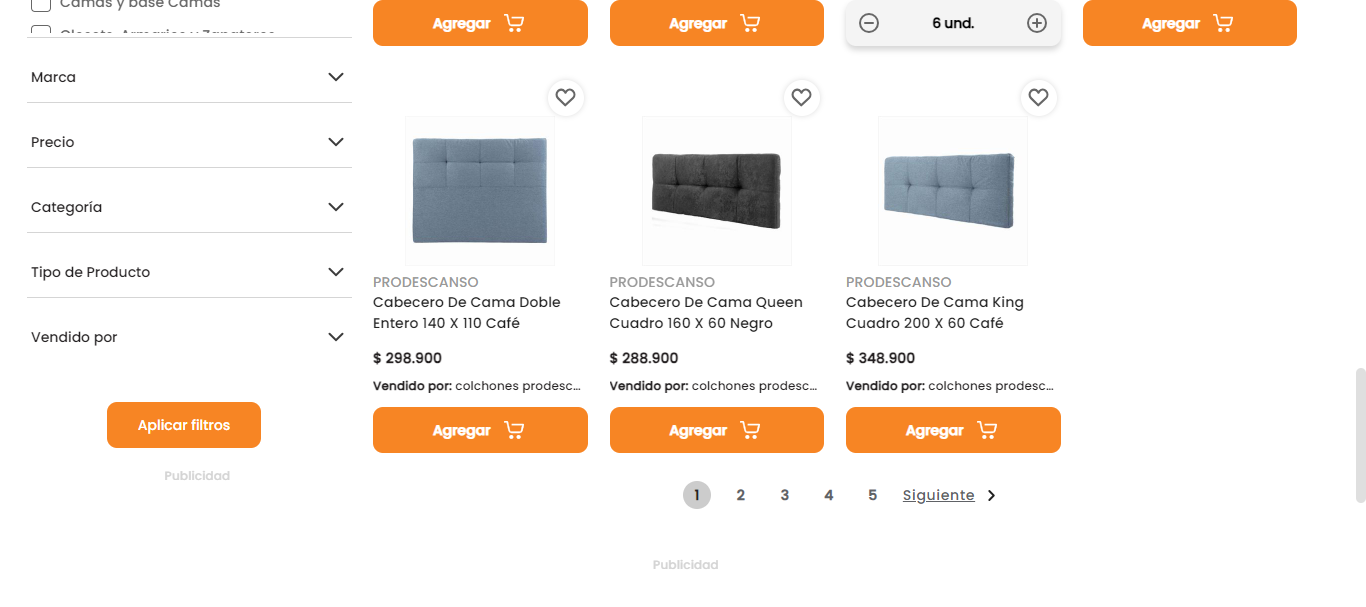 Camas y base Camas
Closets, Armarios y Zapateros
Marca
Precio
Categoría
Tipo de Producto
Vendido por
Aplicar filtros
Publicidad
Agregar
Agregar
6 und.
Agregar
PRODESCANSO
Cabecero De Cama Doble
Entero 140 X 110 Café
$ 298.900
Vendido por: colchones prodesc...
Agregar
PRODESCANSO
Cabecero De Cama Queen
Cuadro 160 X 60 Negro
$ 288.900
Vendido por: colchones prodesc...
Agregar
PRODESCANSO
Cabecero De Cama King
Cuadro 200 X 60 Café
$ 348.900
Vendido por: colchones prodesc...
Agregar
1 2 3 4 5 Siguiente
Publicidad